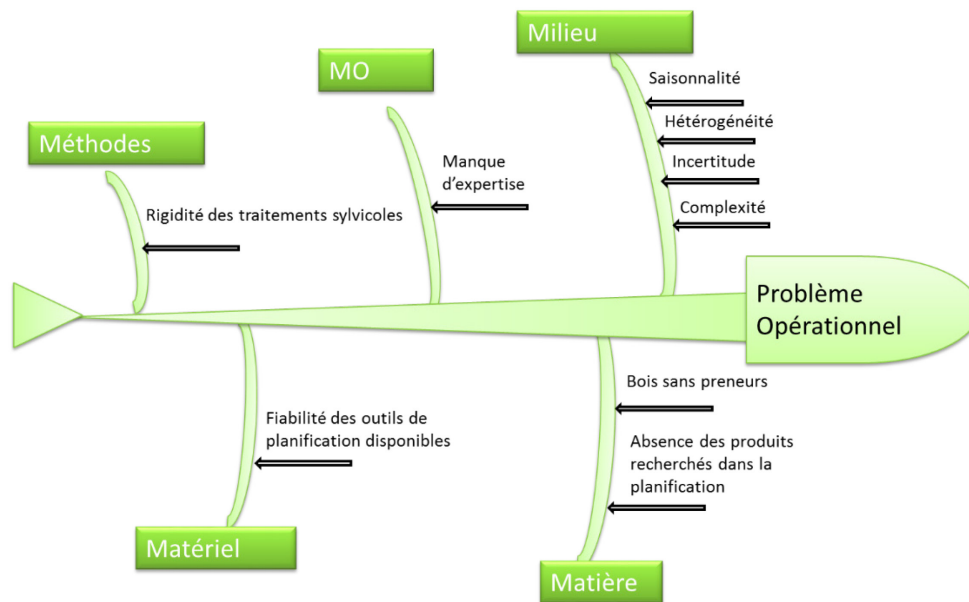 Milieu
MO
Méthodes
Saisonnalité
Hétérogénéité
Incertitude
Complexité
Manque
d'expertise
Rigidité des traitements sylvicoles
Problème
Opérationnel
Bois sans preneurs
Fiabilité des outils de
planification disponibles
Absence des produits
recherchés dans la
planification
Matériel
Matière